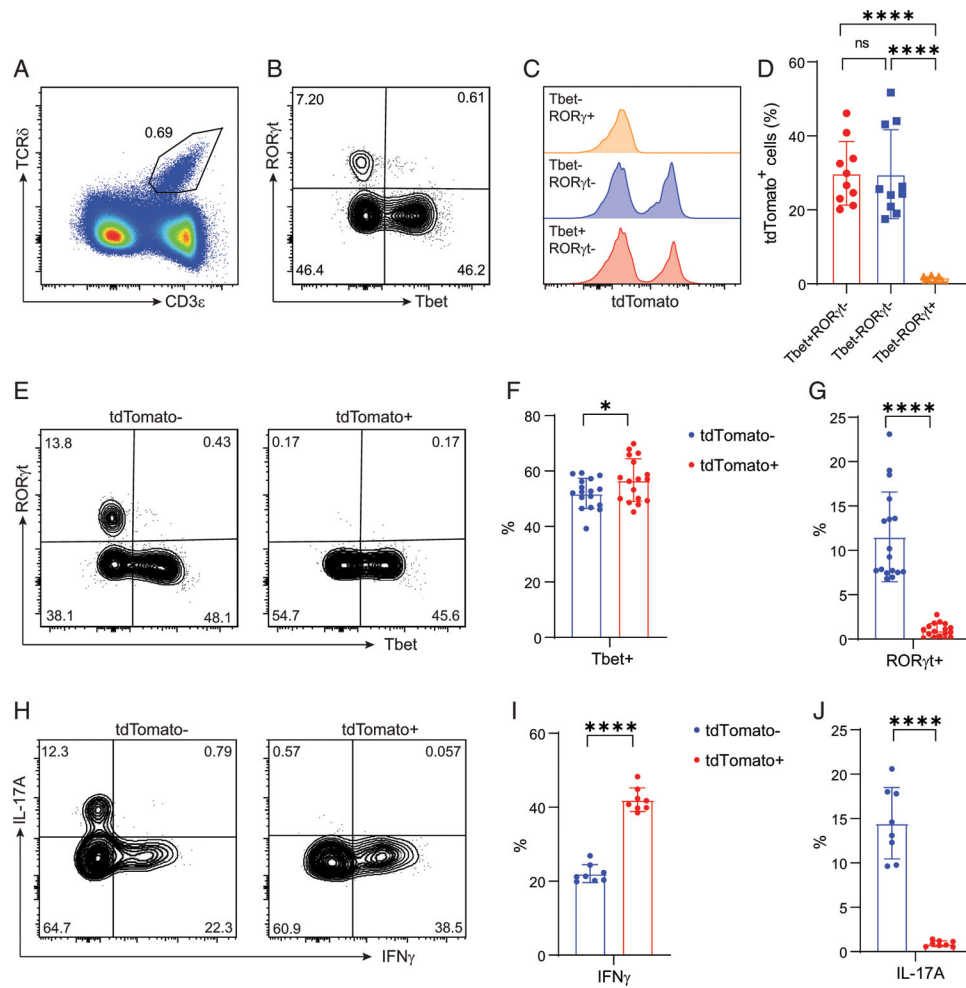 A
TCRδ
0.69
CD3ε
B
RORγt
7.20
0.61
46.4
46.2
Tbet
C
Tbet-
RORγ+
Tbet-
RORγt-
Tbet+
RORγt-
tdTomato
D
****
ns
****
tdTomato+ cells (%)
60
40
20
0
Tbet+RORγt-
Tbet-RORγt-
Tbet-RORγt+
E
tdTomato-
tdTomato+
RORγt
13.8
0.43
0.17
0.17
38.1
48.1
54.7
45.6
Tbet
F
*
%
80
60
40
20
0
Tbet+
tdTomato-
tdTomato+
G
****
%
25
20
15
10
5
0
RORγt+
H
tdTomato-
tdTomato+
IL-17A
12.3
0.79
0.57
0.057
64.7
22.3
60.9
38.5
IFNγ
I
****
%
60
40
20
0
IFNγ
tdTomato-
tdTomato+
J
****
%
25
20
15
10
5
0
IL-17A